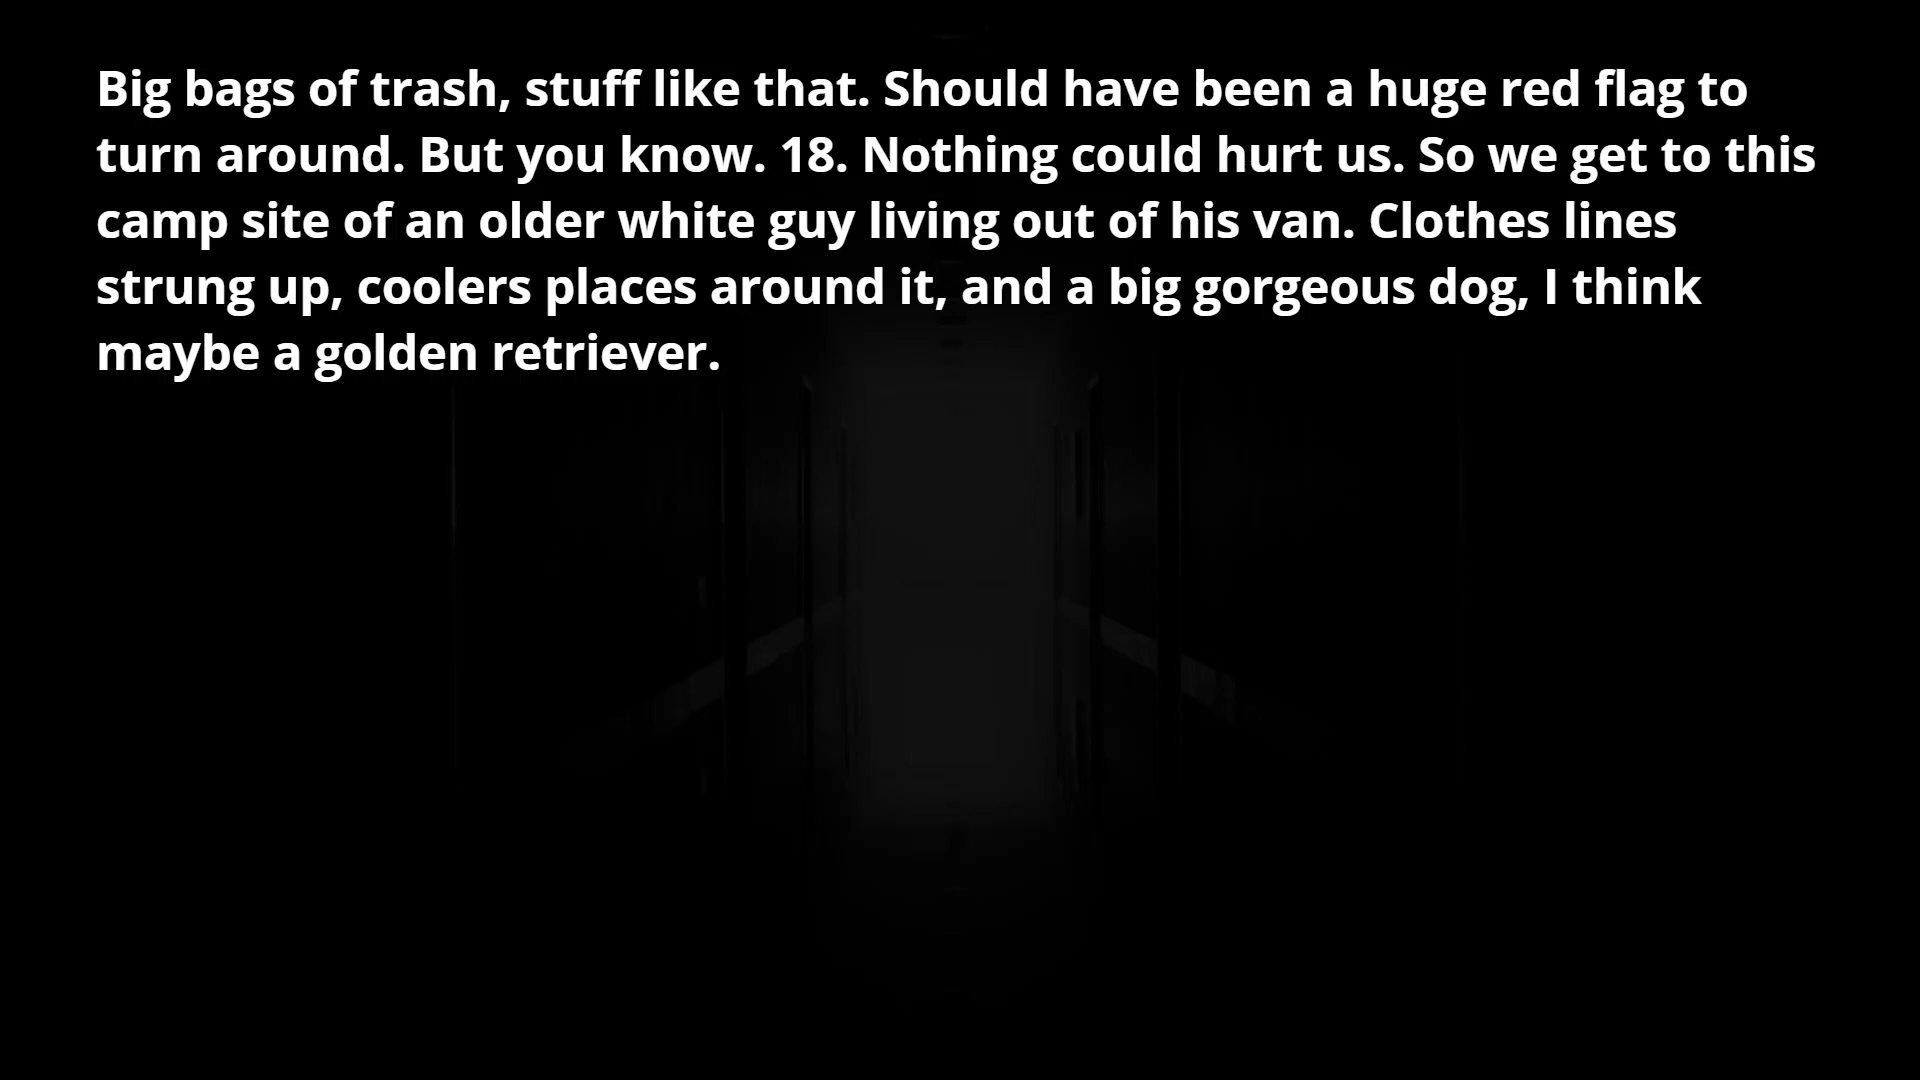 Big bags of trash, stuff like that. Should have been a huge red flag to
turn around. But you know. 18. Nothing could hurt us. So we get to this
camp site of an older white guy living out of his van. Clothes lines
strung up, coolers places around it, and a big gorgeous dog, I think
maybe a golden retriever.